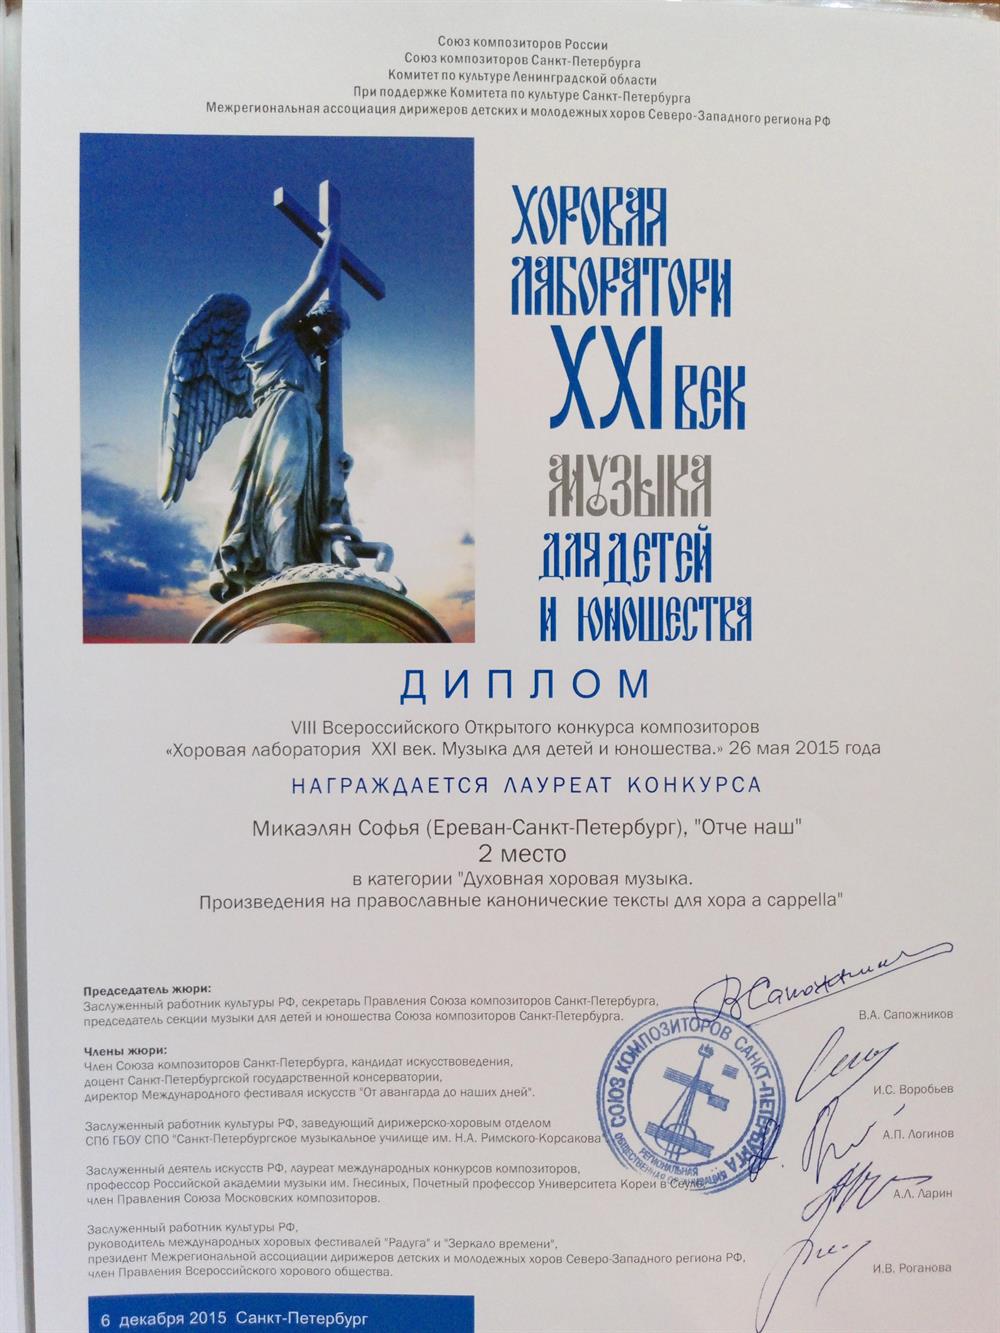 Союз композиторов России
Союз композиторов Санкт-Петербурга
Комитет по культуре Ленинградской области
При поддержке Комитета по культуре Санкт-Петербурга
Межрегиональная ассоциация дирижеров детских и молодежных хоров Северо-Западного региона РФ
ХОРОВАЯ
ЛАБОРАТОРИ
XXI ВЕК
МУЗЫКА
ДЛЯ ДЕТЕЙ
И ЮНОШЕСТВА
ДИПЛОМ
VIII Всероссийского Открытого конкурса композиторов
«Хоровая лаборатория XXI век. Музыка для детей и юношества.» 26 мая 2015 года
НАГРАЖДАЕТСЯ ЛАУРЕАТ КОНКУРСА
Микаэлян Софья (Ереван-Санкт-Петербург), "Отче наш"
2 место
в категории "Духовная хоровая музыка.
Произведения на православные канонические тексты для хора a cappella"
Председатель жюри:
Заслуженный работник культуры РФ, секретарь Правления Союза композиторов Санкт-Петербурга,
председатель секции музыки для детей и юношества Союза композиторов Санкт-Петербурга.
В.А. Сапожников
Члены жюри:
Член Союза композиторов Санкт-Петербурга, кандидат искусствоведения,
доцент Санкт-Петербургской государственной консерватории,
директор Международного фестиваля искусств "От авангарда до наших дней".
И.С. Воробьев
Заслуженный работник культуры РФ, заведующий дирижерско-хоровым отделом
СПб ГБОУ СПО "Санкт-Петербургское музыкальное училище им. Н.А. Римского-Корсакова"
А.П. Логинов
Заслуженный деятель искусств РФ, лауреат международных конкурсов композиторов,
профессор Российской академии музыки им. Гнесиных, Почетный профессор Университета Кореи в Сеуле,
член Правления Союза Московских композиторов.
А.Л. Ларин
Заслуженный работник культуры РФ,
руководитель международных хоровых фестивалей "Радуга" и "Зеркало времени",
президент Межрегиональной ассоциации дирижеров детских и молодежных хоров Северо-Западного региона РФ,
член Правления Всероссийского хорового общества.
И.В. Роганова
СОЮЗ КОМПОЗИТОРОВ САНКТ-ПЕТЕРБУРГА
РЕГИОНАЛЬНАЯ
ОБЩЕСТВЕННАЯ ОРГАНИЗАЦИЯ
6 декабря 2015 Санкт-Петербург